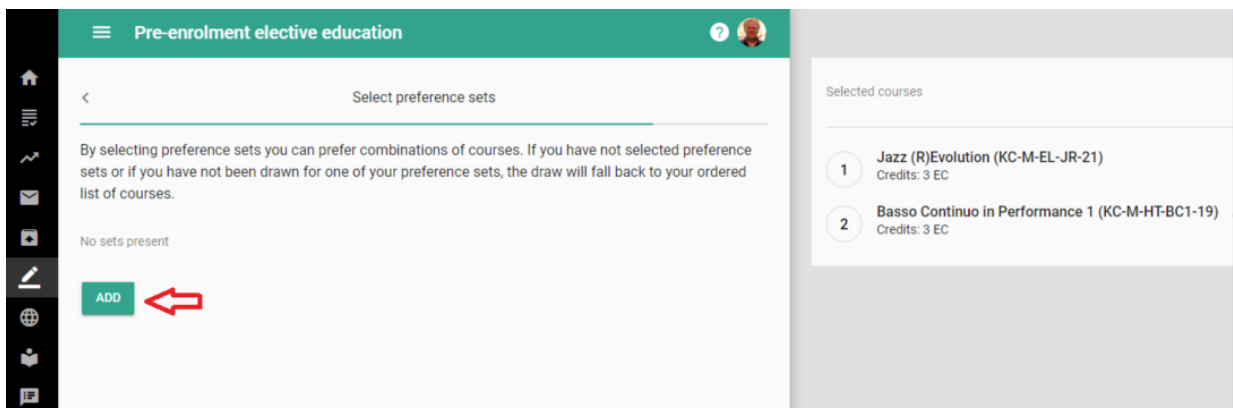 Pre-enrolment elective education
?
Select preference sets
By selecting preference sets you can prefer combinations of courses. If you have not selected preference
sets or if you have not been drawn for one of your preference sets, the draw will fall back to your ordered
list of courses.
No sets present
ADD
Selected courses
1
Jazz (R)Evolution (KC-M-EL-JR-21)
Credits: 3 EC
2
Basso Continuo in Performance 1 (KC-M-HT-BC1-19)
Credits: 3 EC